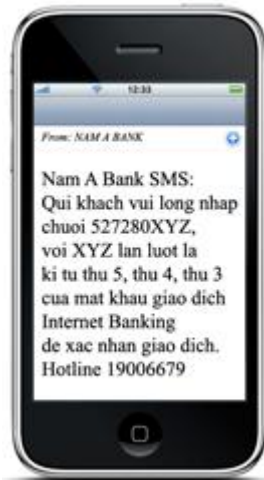 12:33
From: NAM A BANK
Nam A Bank SMS:
Qui khach vui long nhap
chuoi 527280XYZ,
voi XYZ lan luot la
ki tu thu 5, thu 4, thu 3
cua mat khau giao dich
Internet Banking
de xac nhan giao dich.
Hotline 19006679